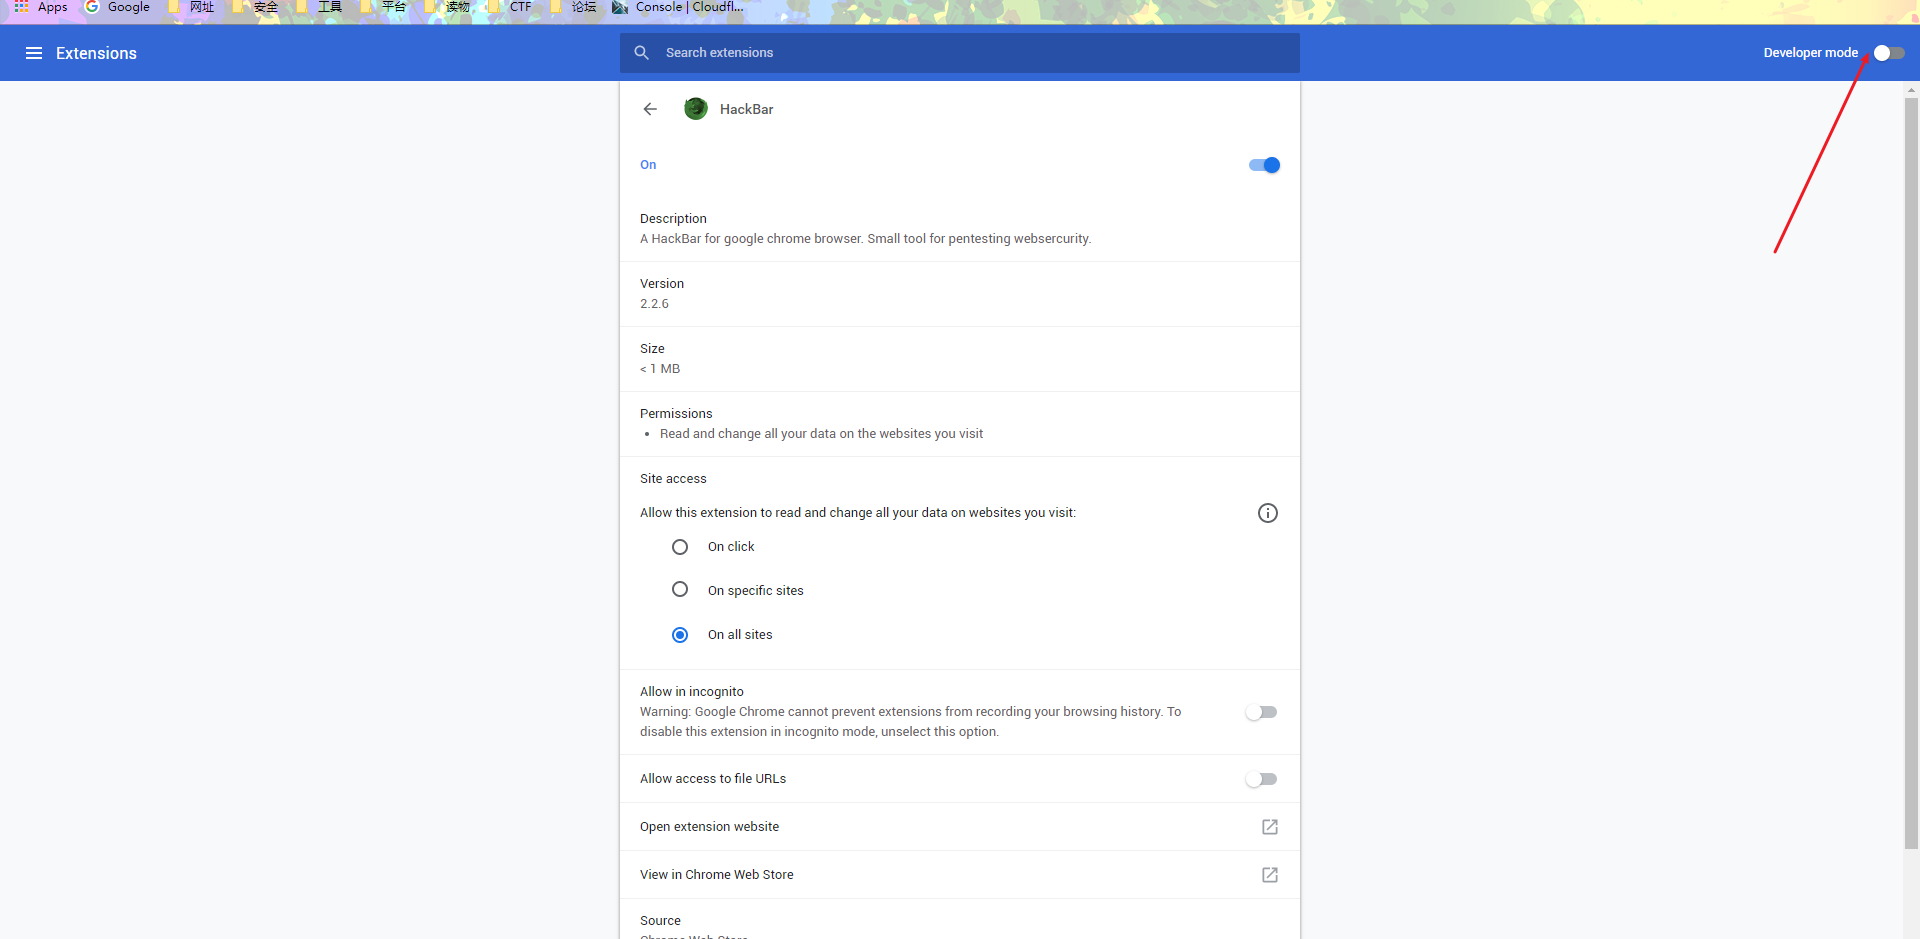 Apps Google 网址 安全 工具 平台 读物 CTF 论坛 Console | Cloudfl...
Extensions Search extensions Developer mode
HackBar
On
Description
A HackBar for google chrome browser. Small tool for pentesting websercurity.
Version
2.2.6
Size
< 1 MB
Permissions
• Read and change all your data on the websites you visit
Site access
Allow this extension to read and change all your data on websites you visit:
On click
On specific sites
On all sites
Allow in incognito
Warning: Google Chrome cannot prevent extensions from recording your browsing history. To
disable this extension in incognito mode, unselect this option.
Allow access to file URLs
Open extension website
View in Chrome Web Store
Source
Chrome Web Store